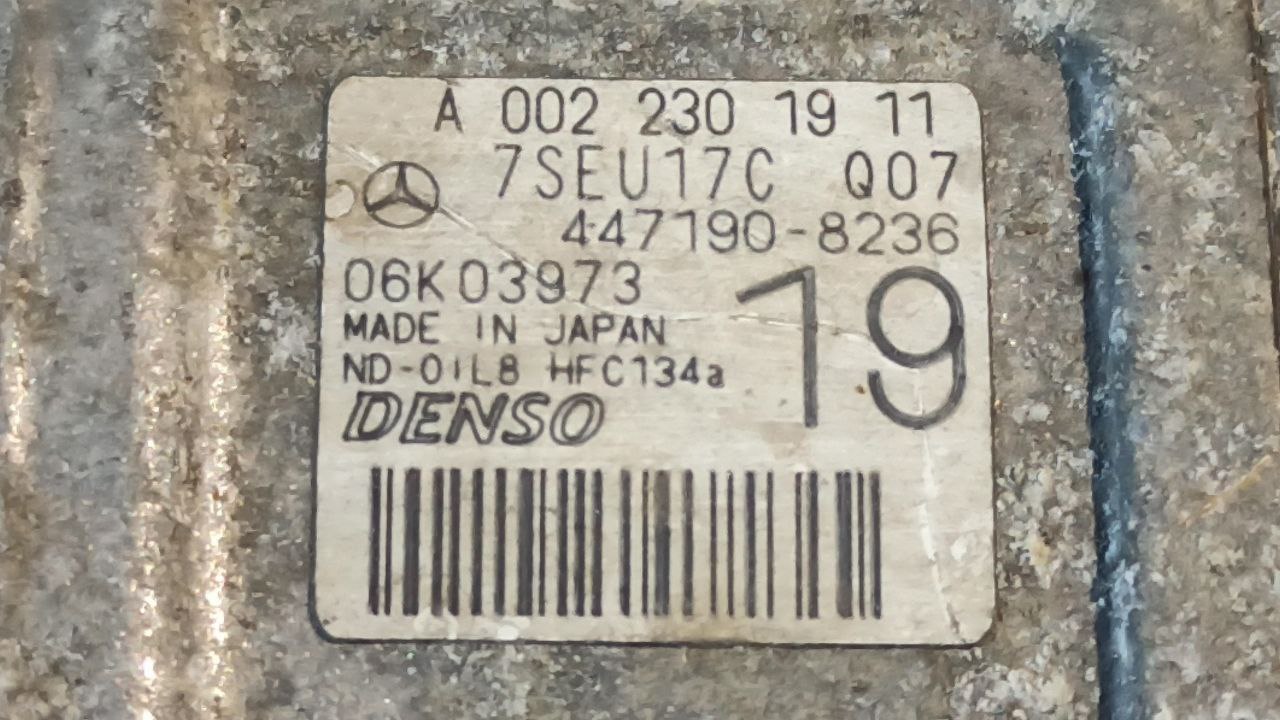 A 002 230 19 11
7SEU17C Q07
447190-8236
06K03973
19
MADE IN JAPAN
ND-OIL8 HFC134a
DENSO